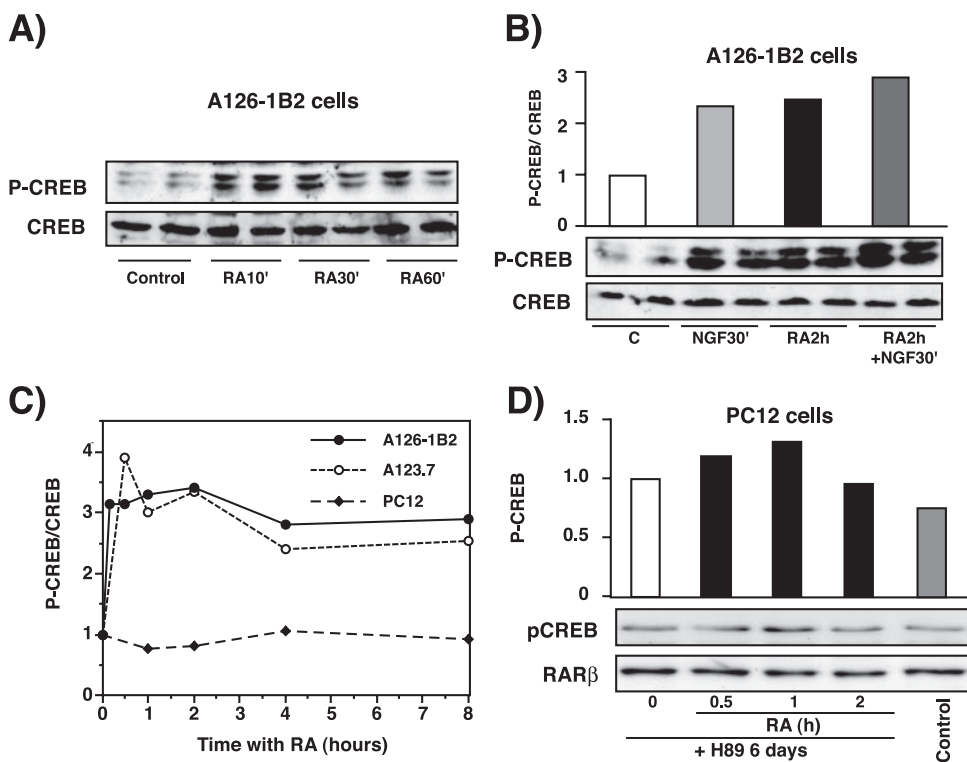 A)
A126-1B2 cells
P-CREB
CREB
Control RA10' RA30' RA60'
B)
A126-1B2 cells
P-CREB/ CREB
3
2
1
0
P-CREB
CREB
C NGF30' RA2h RA2h
+NGF30'
C)
P-CREB/CREB
4
3
2
1
0
A126-1B2
A123.7
PC12
0 1 2 3 4 5 6 7 8
Time with RA (hours)
D)
PC12 cells
P-CREB
1.5
1.0
0.5
0
pCREB
RARβ
0 0.5 1 2 Control
RA (h)
+ H89 6 days